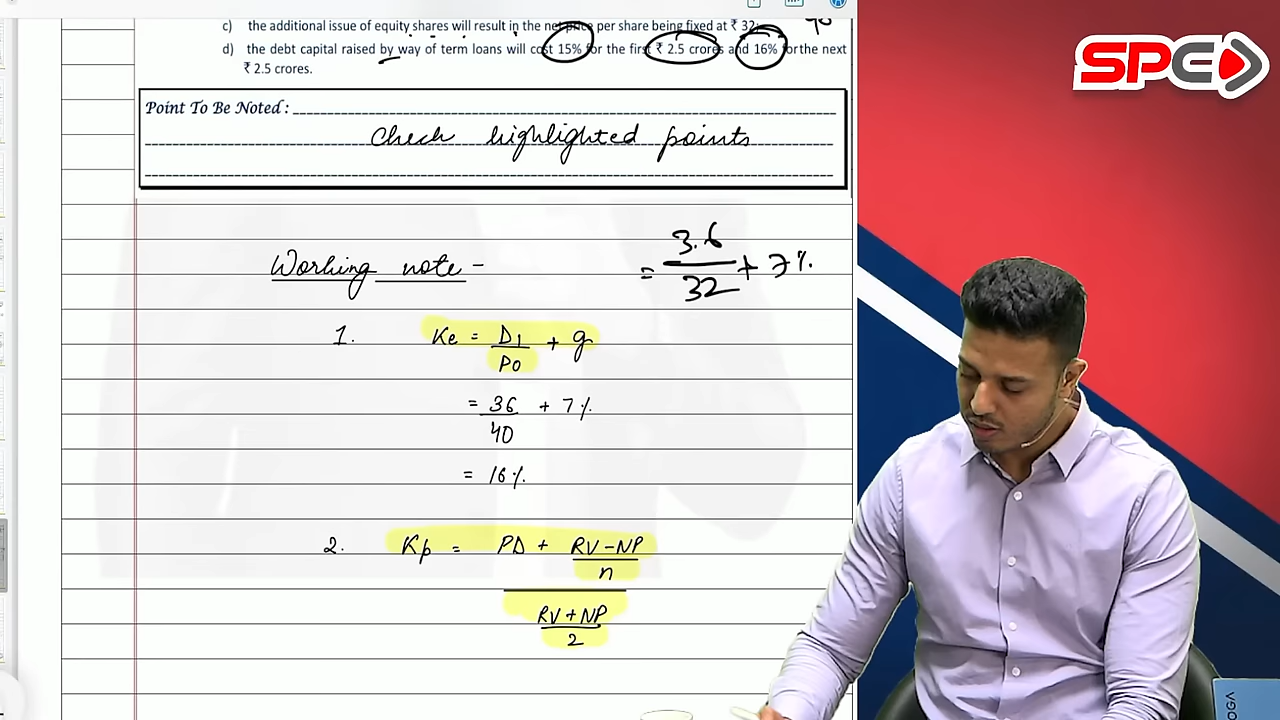 c) the additional issue of equity shares will result in the net price per share being fixed at ₹ 32;
d) the debt capital raised by way of term loans will cost 15% for the first ₹ 2.5 crores and 16% for the next
₹ 2.5 crores.
SPC
Point To Be Noted :
Check highlighted points
Working note -
= 3.6 / 32 + 7%
1. Ke = D1 / P0 + g
= 36 / 40 + 7%
= 16%
2. Kp = PD + RV-NP / n
RV+NP / 2